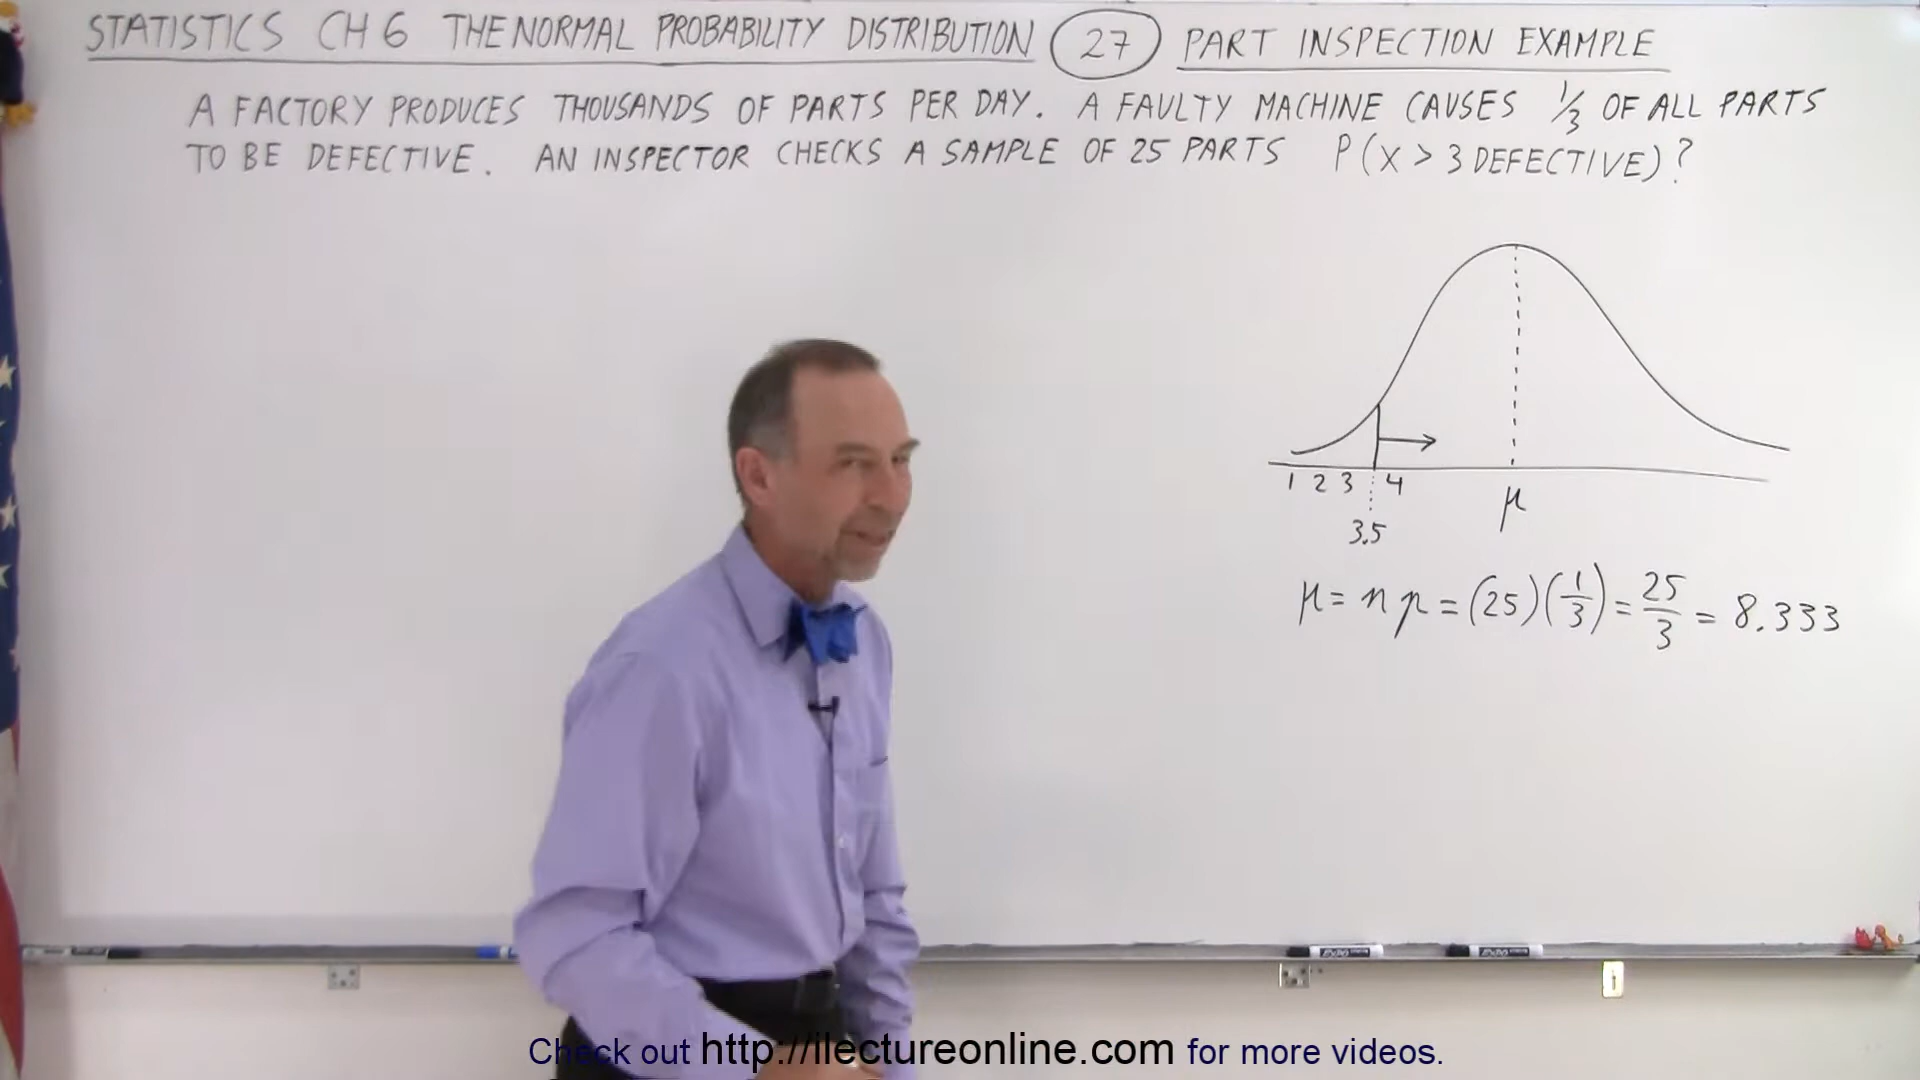 STATISTICS CH 6 THE NORMAL PROBABILITY DISTRIBUTION 27 PART INSPECTION EXAMPLE
A FACTORY PRODUCES THOUSANDS OF PARTS PER DAY. A FAULTY MACHINE CAUSES 1/3 OF ALL PARTS
TO BE DEFECTIVE. AN INSPECTOR CHECKS A SAMPLE OF 25 PARTS P(X > 3 DEFECTIVE)?
1 2 3 4 μ
3.5
μ = np = (25)(1/3) = 25/3 = 8.333
Check out http://ilectureonline.com for more videos.